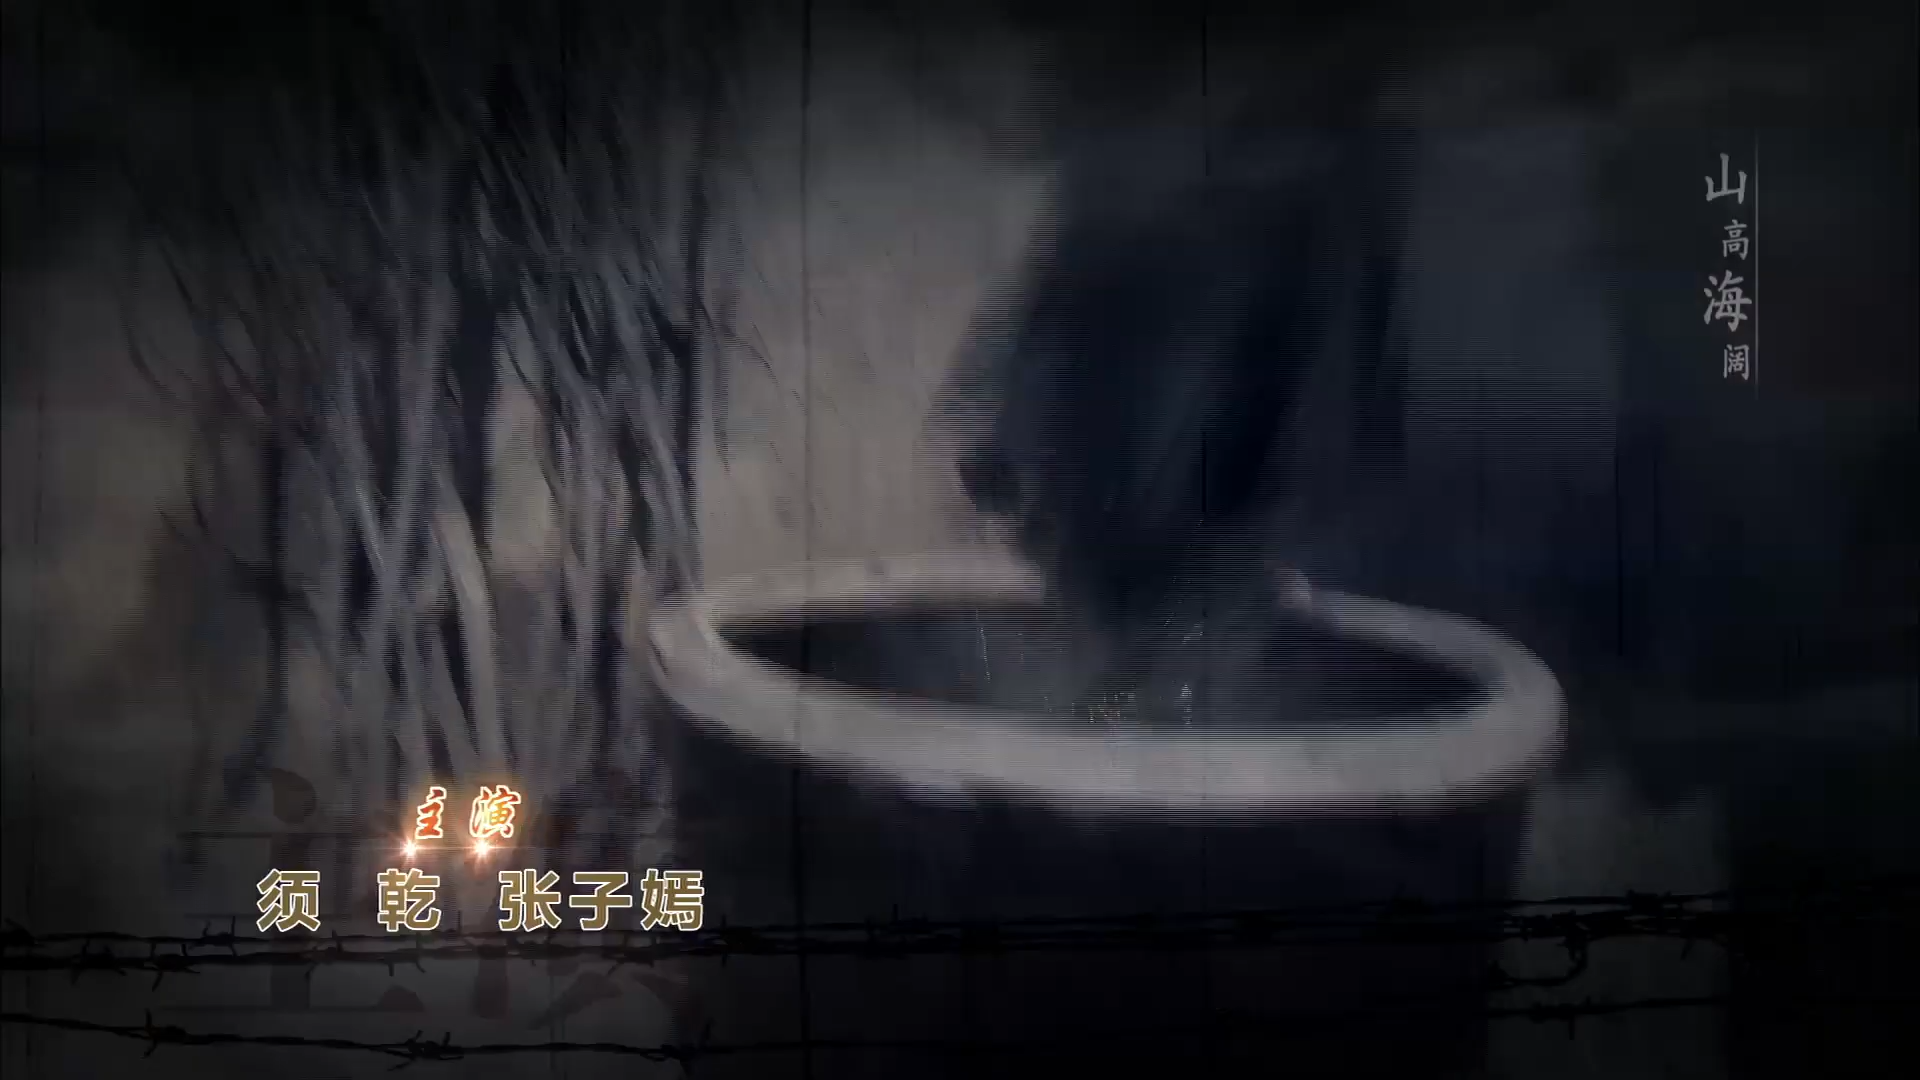 山高海阔
主演
须 乾 张子嫣